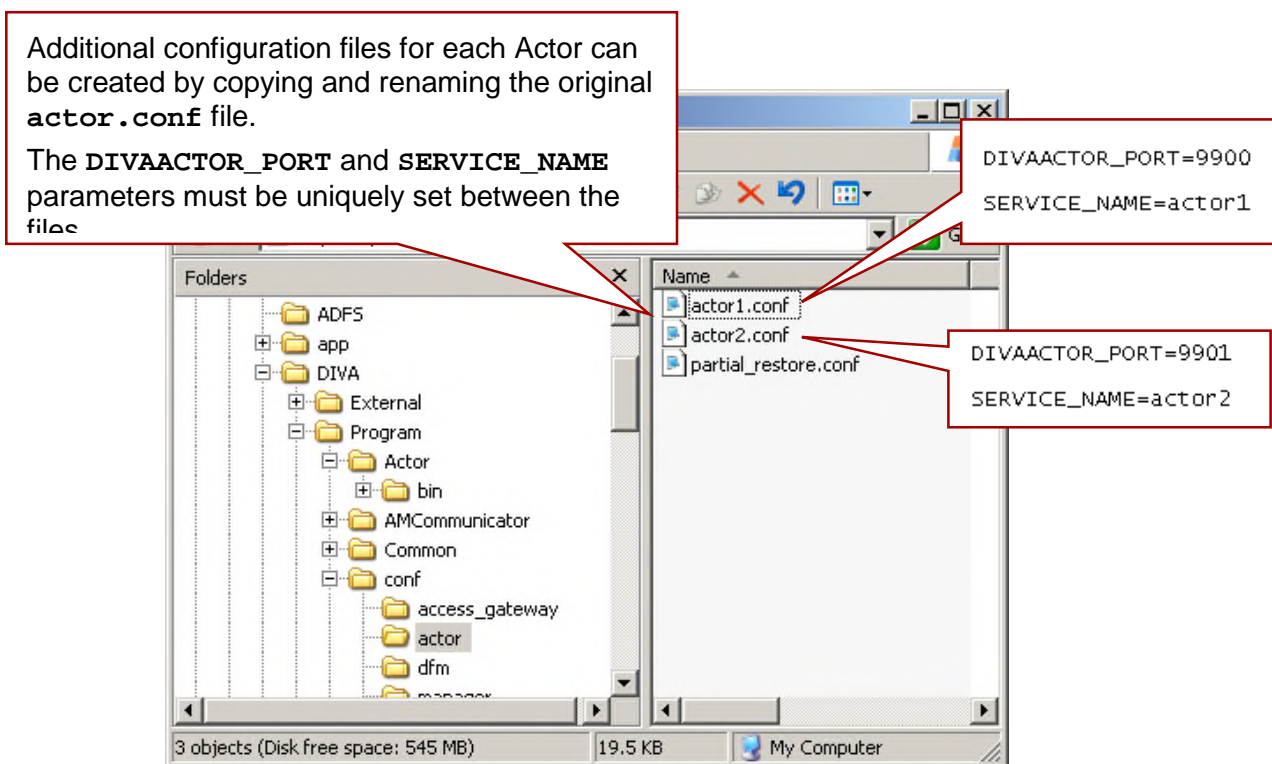 Additional configuration files for each Actor can
be created by copying and renaming the original
actor.conf file.
The DIVAACTOR_PORT and SERVICE_NAME
parameters must be uniquely set between the
files
DIVAACTOR_PORT=9900
SERVICE_NAME=actor1
G
Folders
Name
ADFS
app
DIVA
External
Program
Actor
bin
AMCommunicator
Common
conf
access_gateway
actor
dfm
manager
actor1.conf
actor2.conf
partial_restore.conf
DIVAACTOR_PORT=9901
SERVICE_NAME=actor2
3 objects (Disk free space: 545 MB)
19.5 KB
My Computer